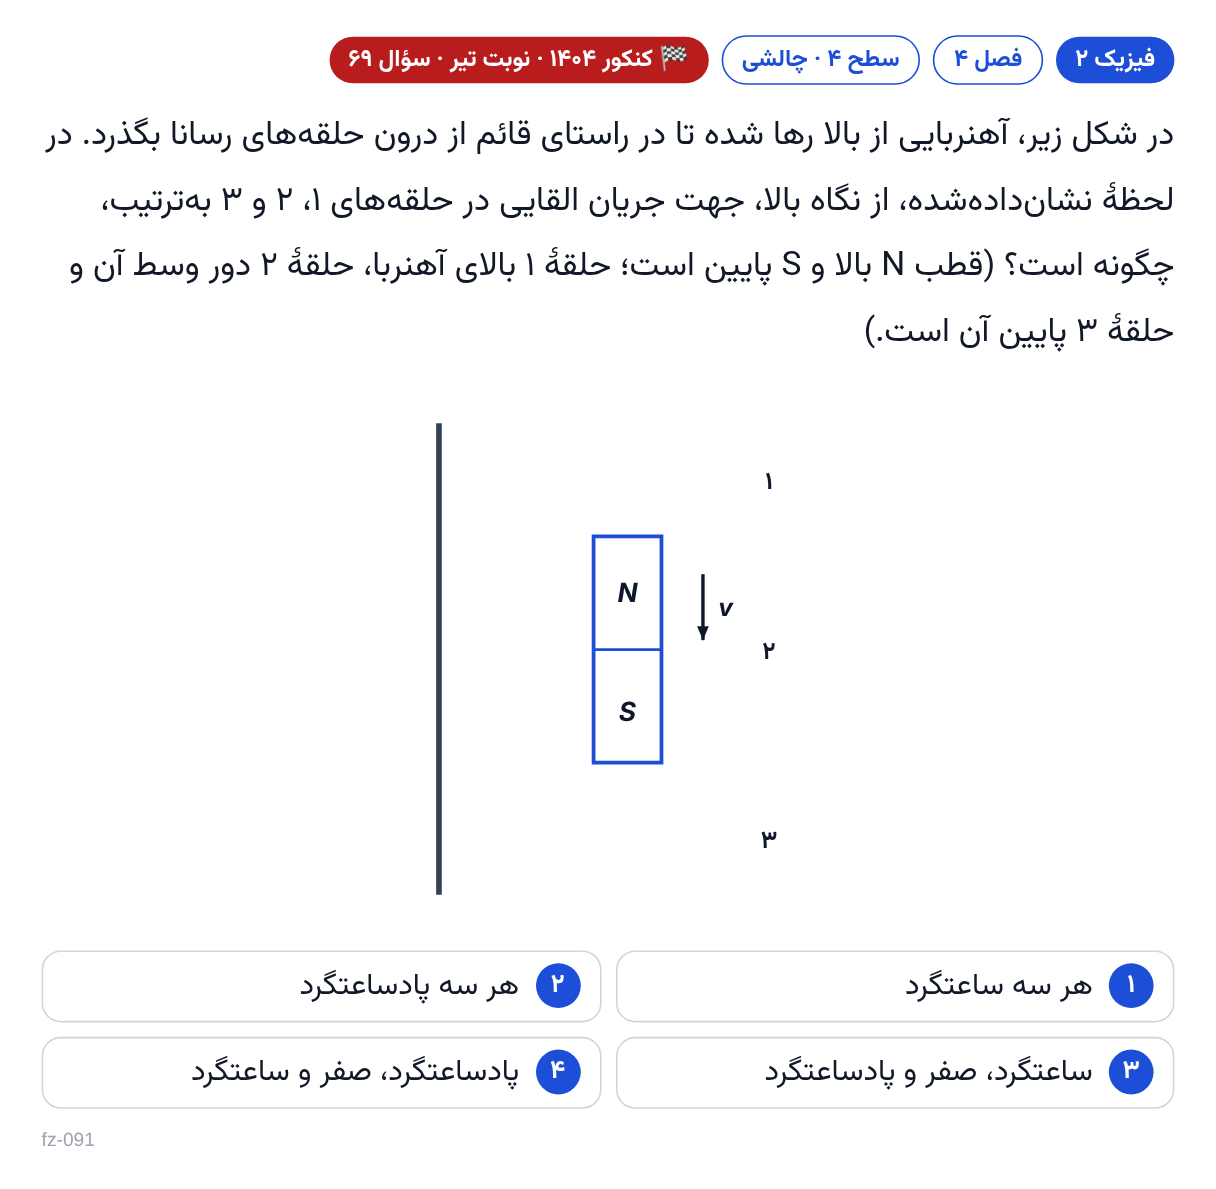 فیزیک ۲
فصل ۴
سطح ۴ · چالشی
🏁 کنکور ۱۴۰۴ · نوبت تیر · سؤال ۶۹
در شکل زیر، آهنربایی از بالا رها شده تا در راستای قائم از درون حلقه‌های رسانا بگذرد. در
لحظهٔ نشان‌داده‌شده، از نگاه بالا، جهت جریان القایی در حلقه‌های ۱، ۲ و ۳ به‌ترتیب،
چگونه است؟ (قطب N بالا و S پایین است؛ حلقهٔ ۱ بالای آهنربا، حلقهٔ ۲ دور وسط آن و
حلقهٔ ۳ پایین آن است.)
۱
N
v
۲
S
۳
۱ هر سه ساعتگرد
۲ هر سه پادساعتگرد
۳ ساعتگرد، صفر و پادساعتگرد
۴ پادساعتگرد، صفر و ساعتگرد
fz-091